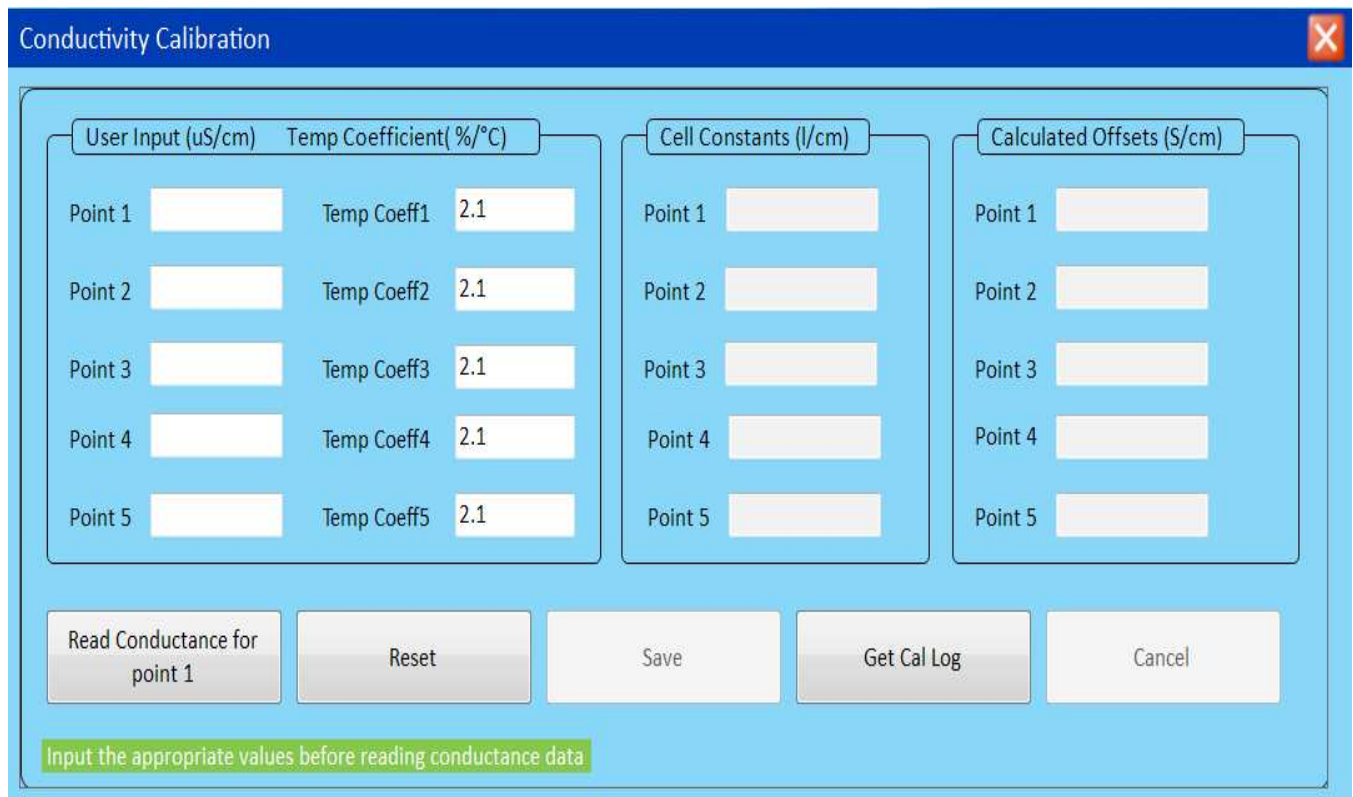 Conductivity Calibration
User Input (uS/cm) Temp Coefficient( %/°C)
Cell Constants (l/cm)
Calculated Offsets (S/cm)
Point 1 Temp Coeff1 2.1 Point 1 Point 1
Point 2 Temp Coeff2 2.1 Point 2 Point 2
Point 3 Temp Coeff3 2.1 Point 3 Point 3
Point 4 Temp Coeff4 2.1 Point 4 Point 4
Point 5 Temp Coeff5 2.1 Point 5 Point 5
Read Conductance for
point 1
Reset
Save
Get Cal Log
Cancel
Input the appropriate values before reading conductance data